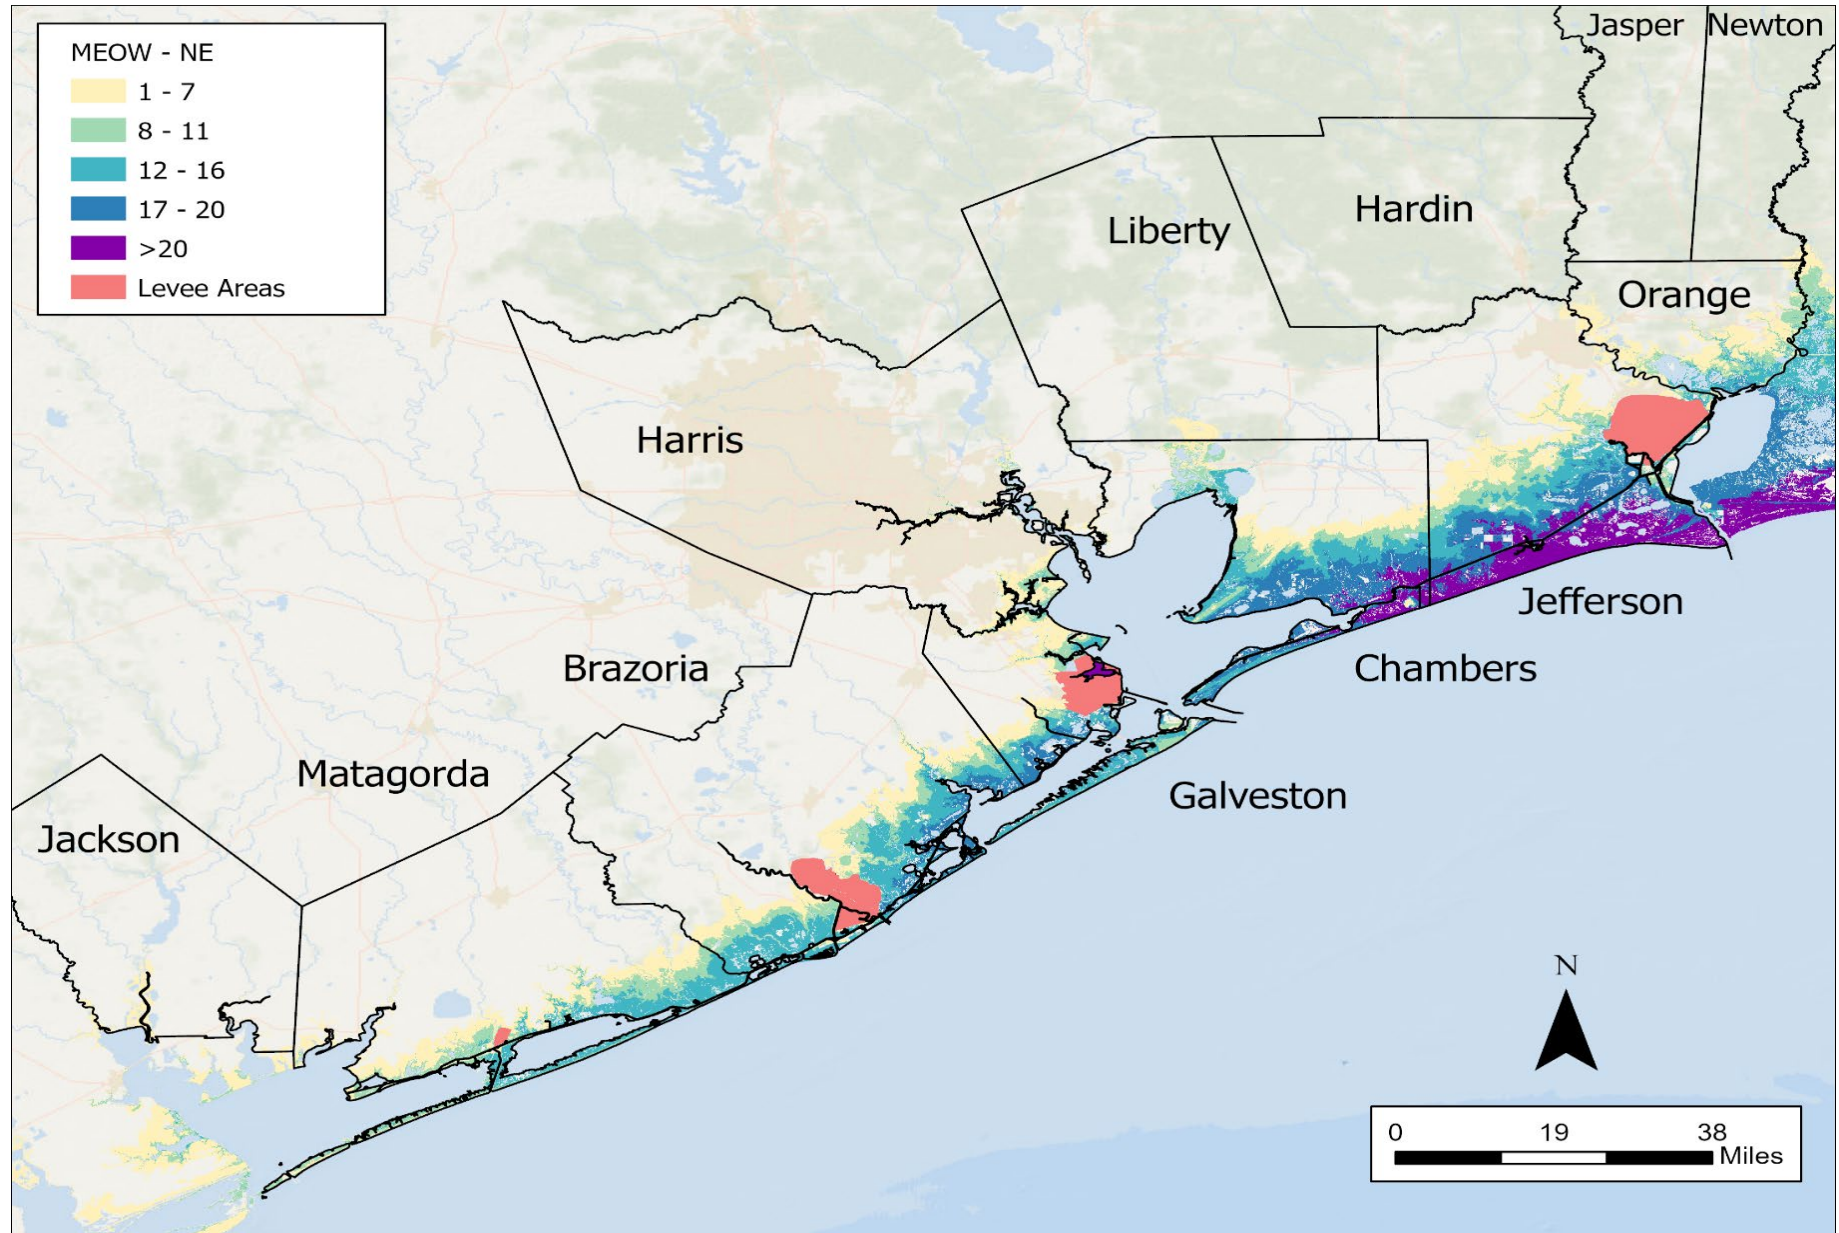 MEOW - NE
1 - 7
8 - 11
12 - 16
17 - 20
>20
Levee Areas
Jasper
Newton
Liberty
Hardin
Orange
Harris
Jefferson
Brazoria
Chambers
Matagorda
Galveston
Jackson
N
0 19 38
Miles